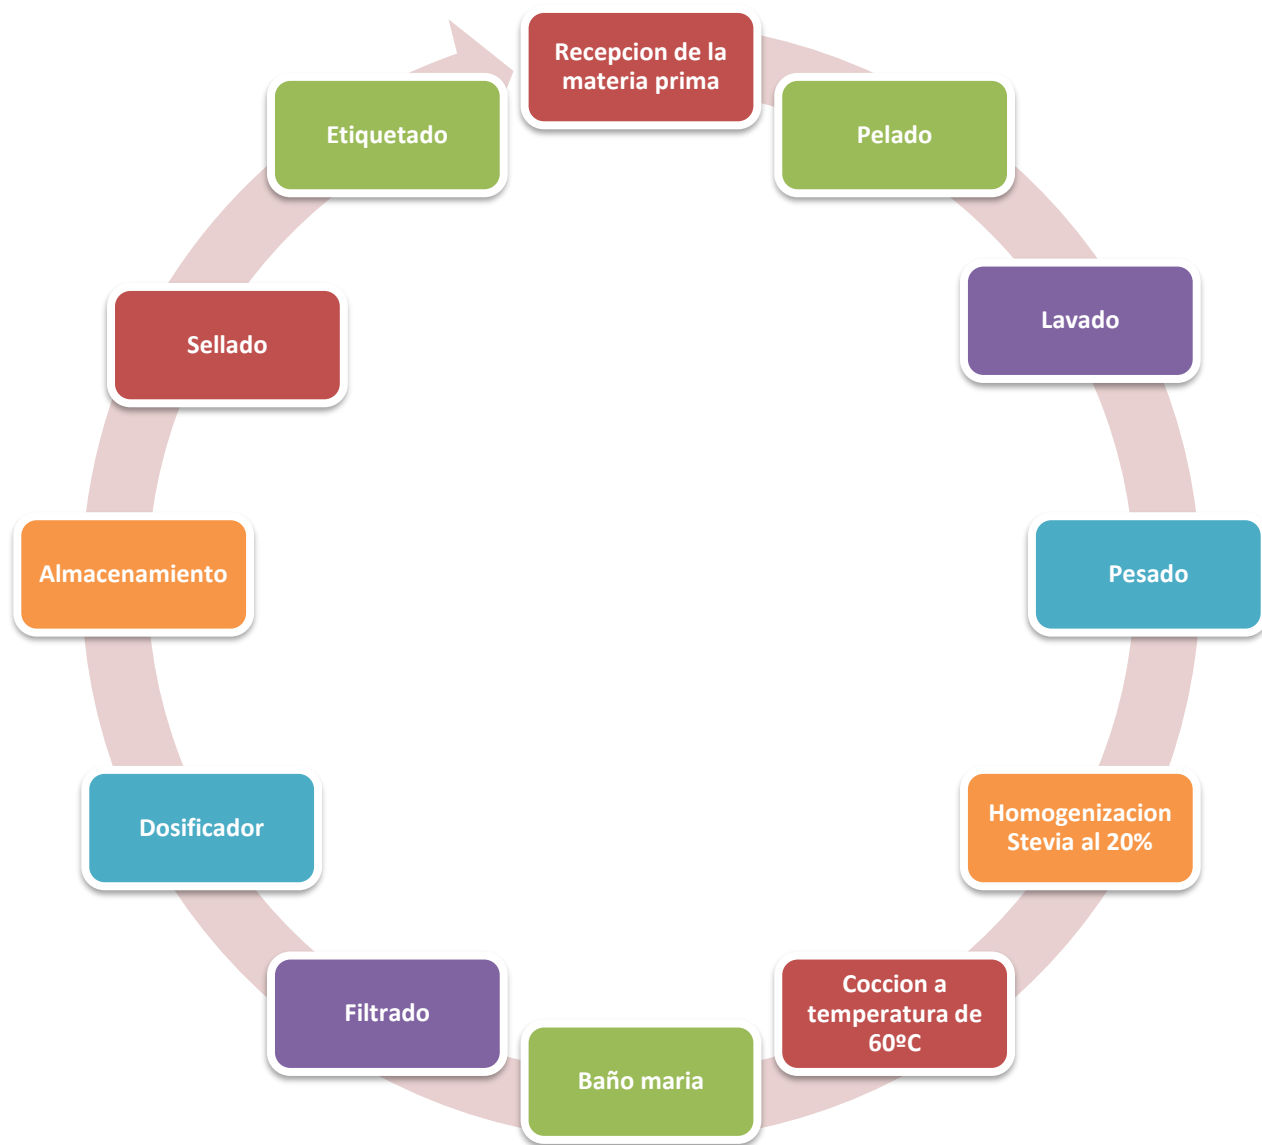 Recepcion de la
materia prima
Pelado
Lavado
Pesado
Homogenizacion
Stevia al 20%
Coccion a
temperatura de
60ºC
Baño maria
Filtrado
Dosificador
Almacenamiento
Sellado
Etiquetado